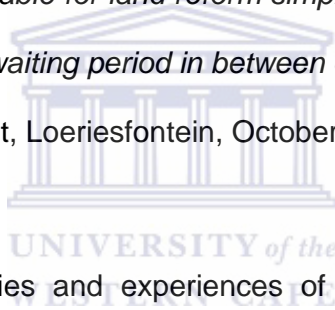 able for land reform simp
waiting period in between
t, Loeriesfontein, October
UNIVERSITY of the
ies and experiences of
WESTERN CAPE